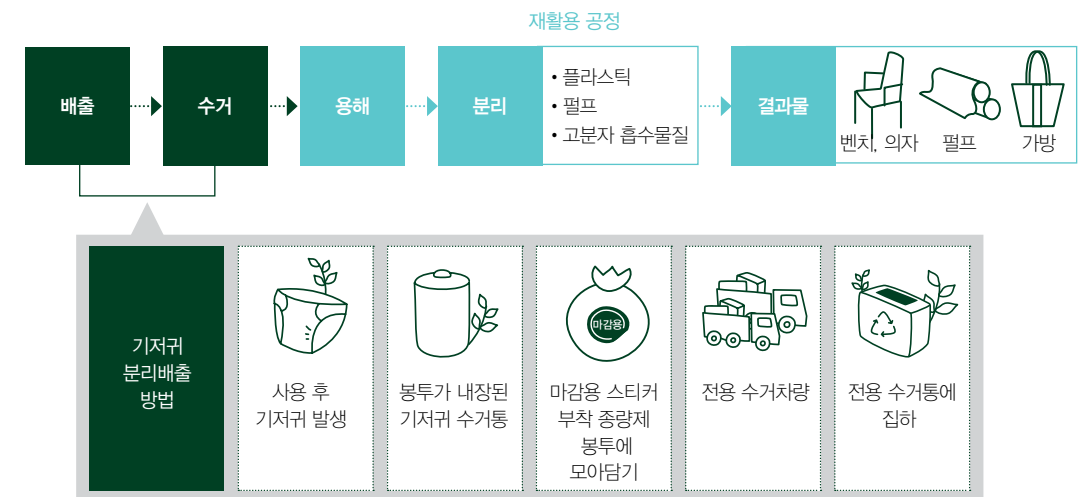 재활용 공정
배출
수거
용해
분리
• 플라스틱
• 펄프
• 고분자 흡수물질
결과물
벤치, 의자
펄프
가방
기저귀
분리배출
방법
사용 후
기저귀 발생
봉투가 내장된
기저귀 수거통
마감용
마감용 스티커
부착 종량제
봉투에
모아담기
전용 수거차량
전용 수거통에
집하